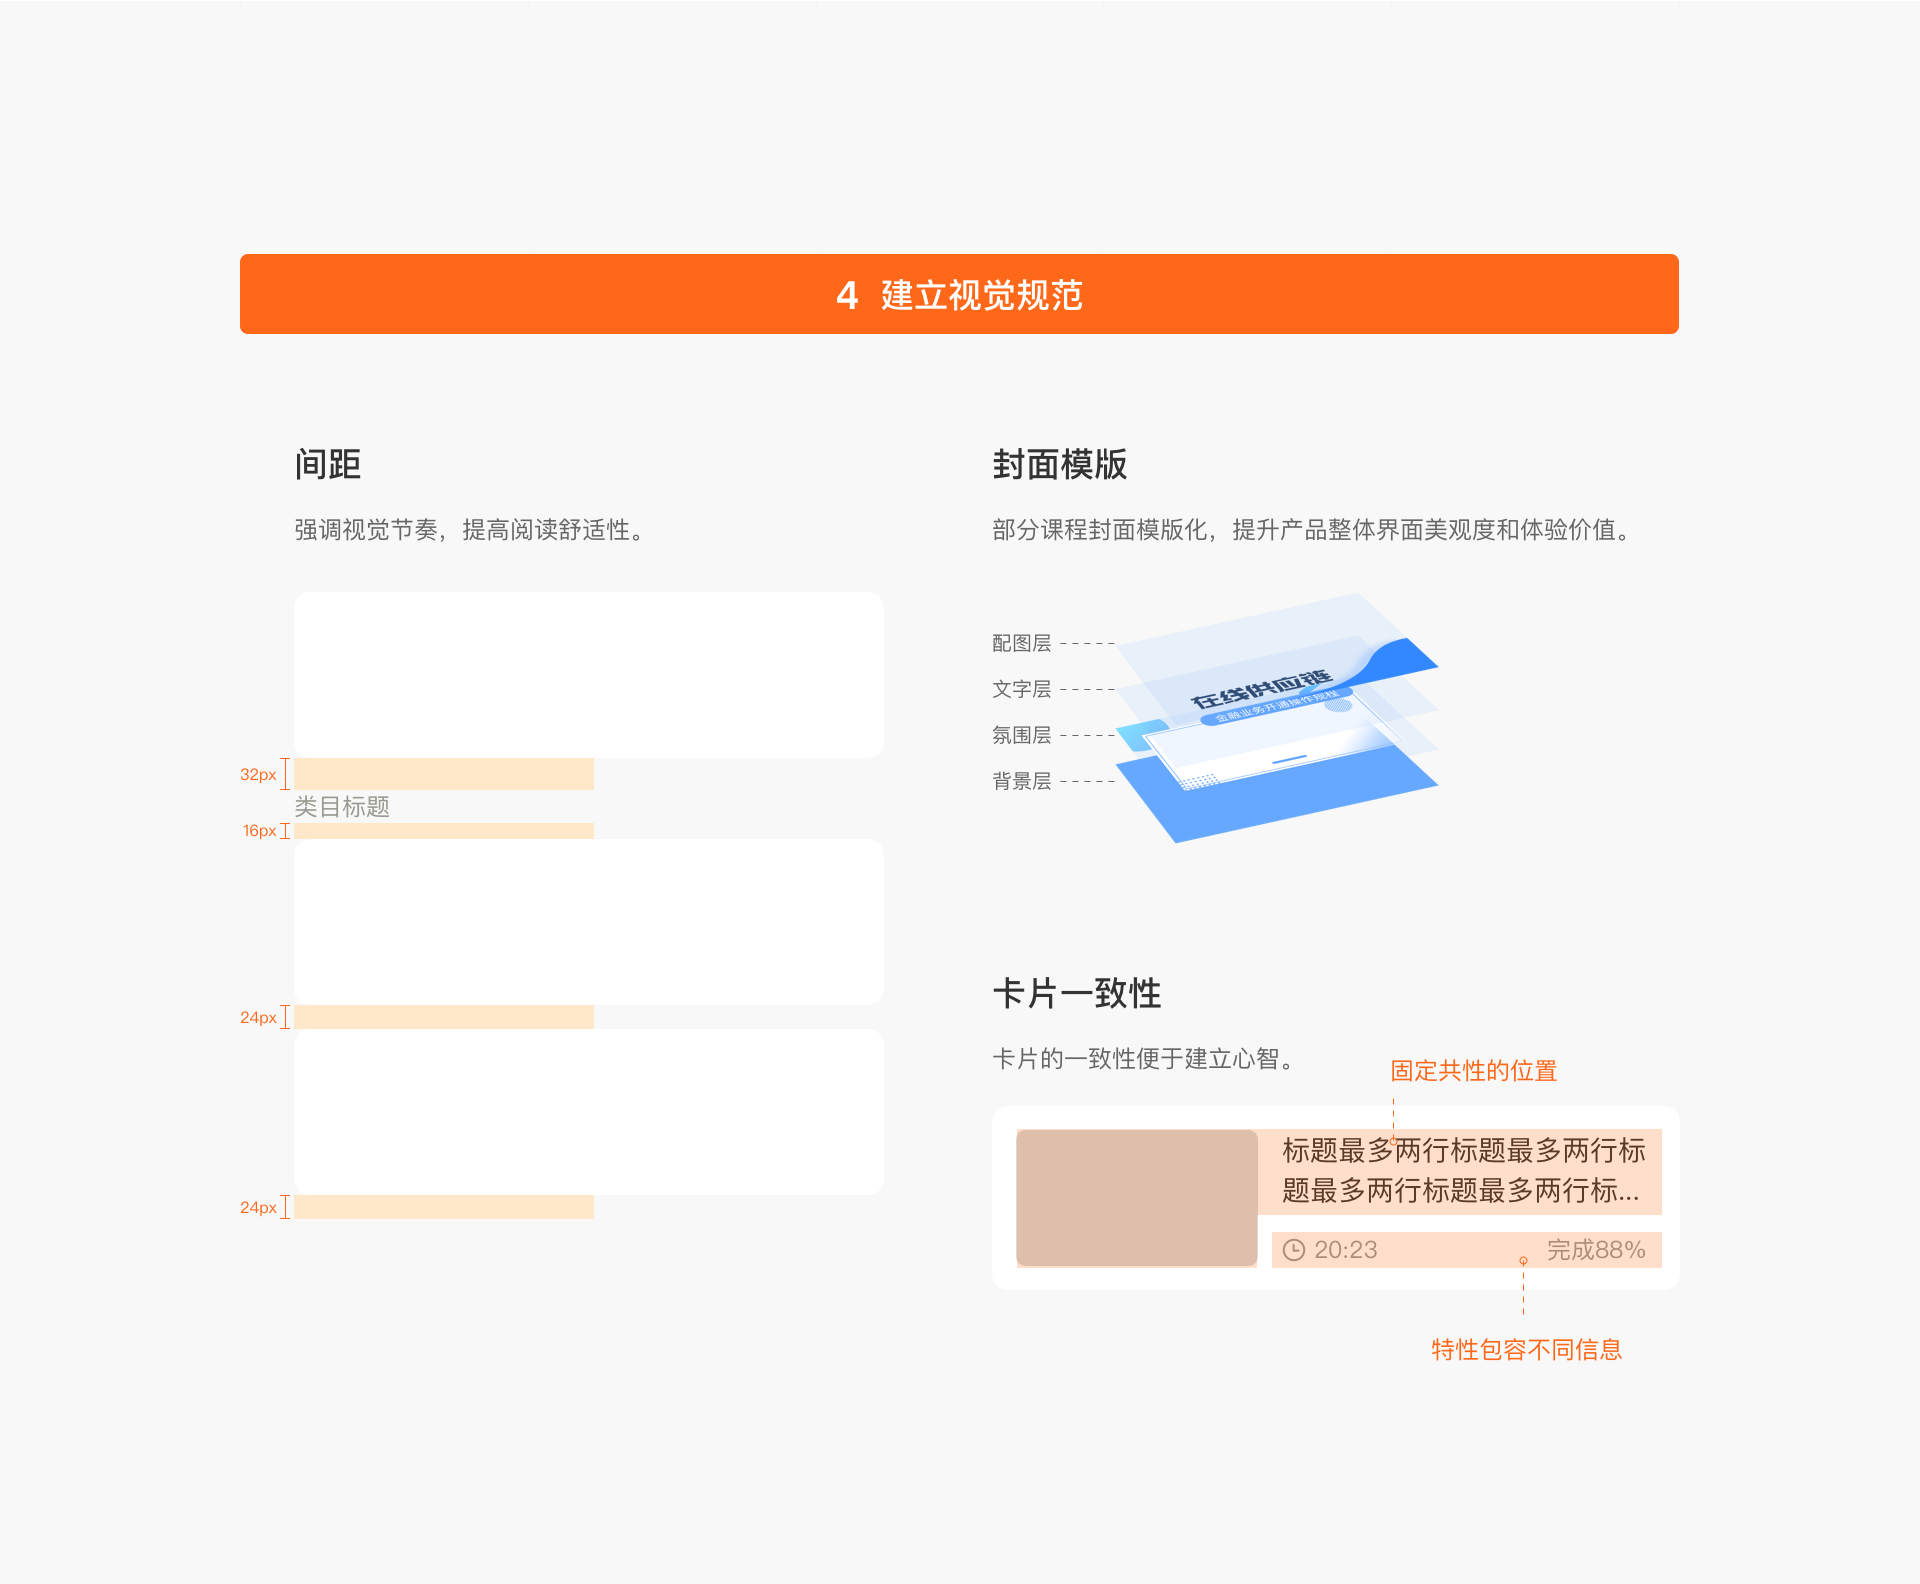 4 建立视觉规范
间距
强调视觉节奏，提高阅读舒适性。
32px
类目标题
16px
24px
24px
封面模版
部分课程封面模版化，提升产品整体界面美观度和体验价值。
配图层
文字层
氛围层
背景层
在线供应链
金融业务开通操作规程
卡片一致性
卡片的一致性便于建立心智。
固定共性的位置
标题最多两行标题最多两行标
题最多两行标题最多两行标...
20:23
完成88%
特性包容不同信息